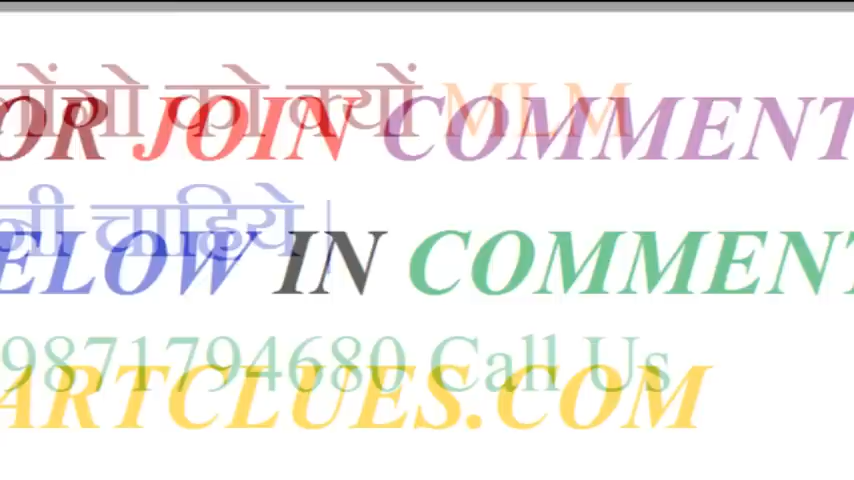 ोंगो को क्यों MLM
OR JOIN COMMENT
नी चाहिये |
ELOW IN COMMENT
9871794680 Call Us
ARTCLUES.COM